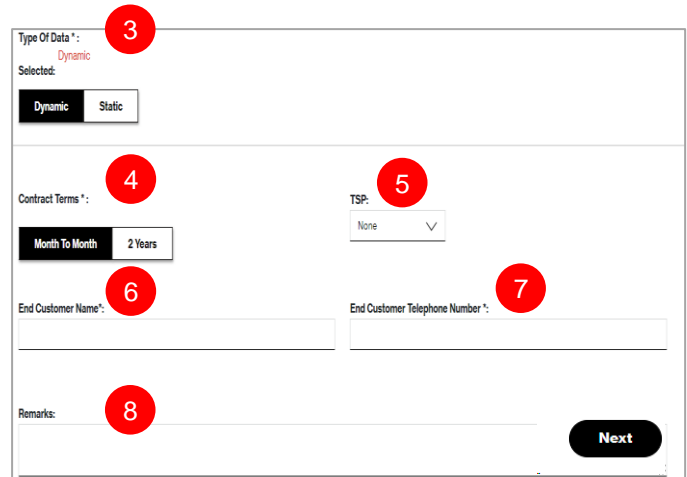 Type Of Data * :
3
Dynamic
Selected:
Dynamic Static
4
5
Contract Terms * :
TSP:
None
Month To Month 2 Years
6
7
End Customer Name*:
End Customer Telephone Number *:
8
Remarks:
Next